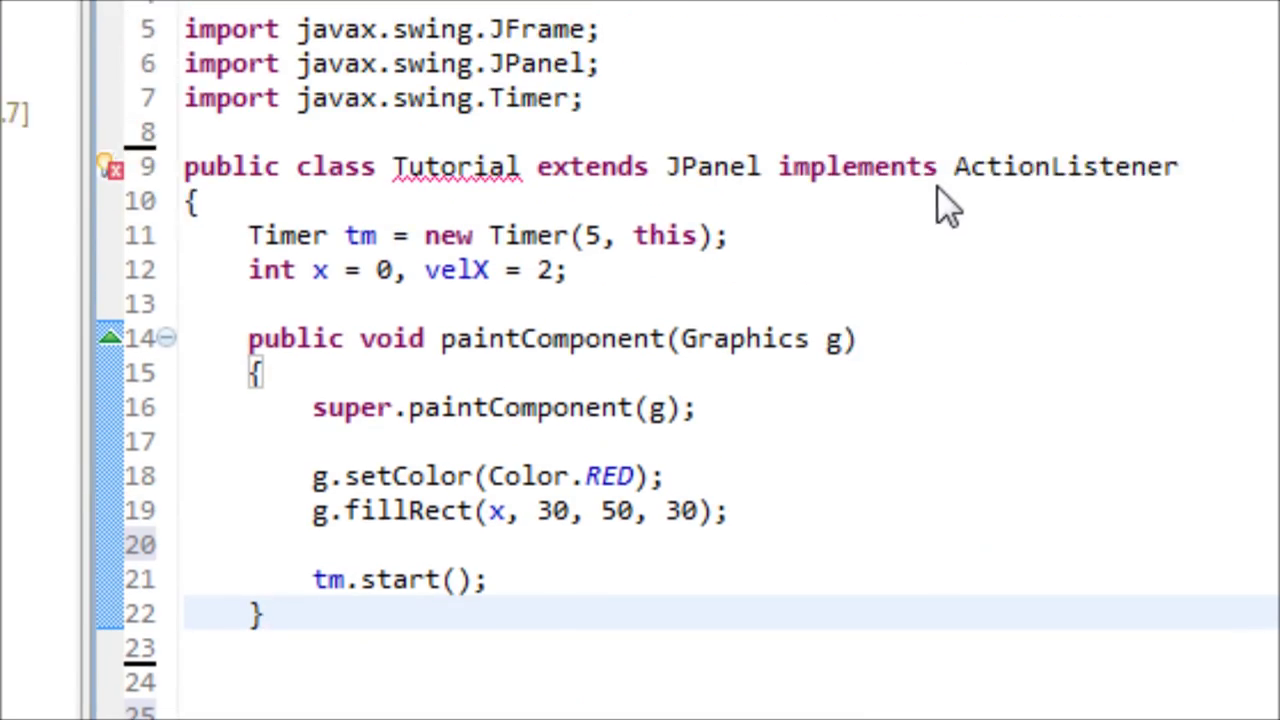 5 import javax.swing.JFrame;
6 import javax.swing.JPanel;
7 import javax.swing.Timer;
8
.7]
9 public class Tutorial extends JPanel implements ActionListener
10 {
11 Timer tm = new Timer(5, this);
12 int x = 0, velX = 2;
13
14 public void paintComponent(Graphics g)
15 {
16 super.paintComponent(g);
17
18 g.setColor(Color.RED);
19 g.fillRect(x, 30, 50, 30);
20
21 tm.start();
22 }
23
24
25